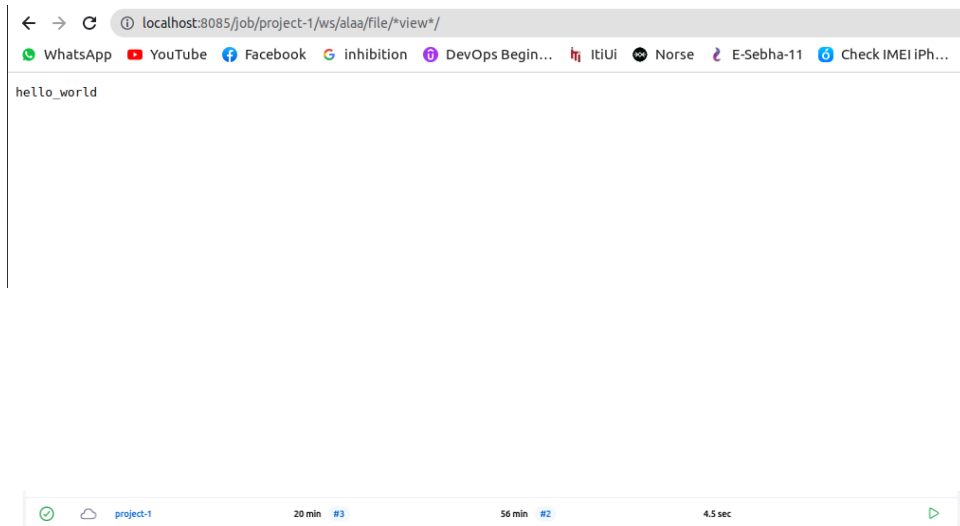 localhost:8085/job/project-1/ws/alaa/file/*view*/
WhatsApp YouTube Facebook inhibition DevOps Begin... ItiUi Norse E-Sebha-11 Check IMEI iPh...
hello_world
project-1 20 min #3 56 min #2 4.5 sec